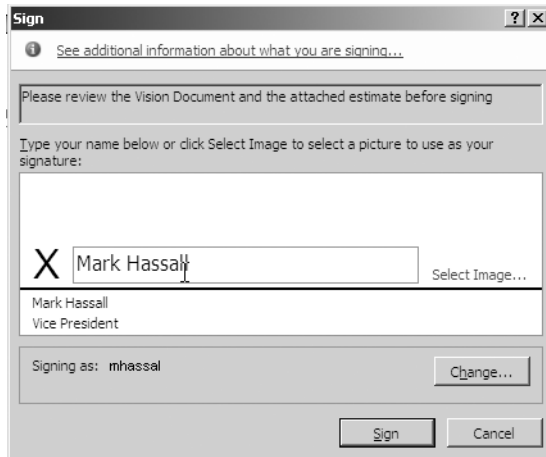 Sign
? X
See additional information about what you are signing...
Please review the Vision Document and the attached estimate before signing
Type your name below or click Select Image to select a picture to use as your
signature:
X Mark Hassall
Select Image...
Mark Hassall
Vice President
Signing as: mhassal
Change...
Sign Cancel